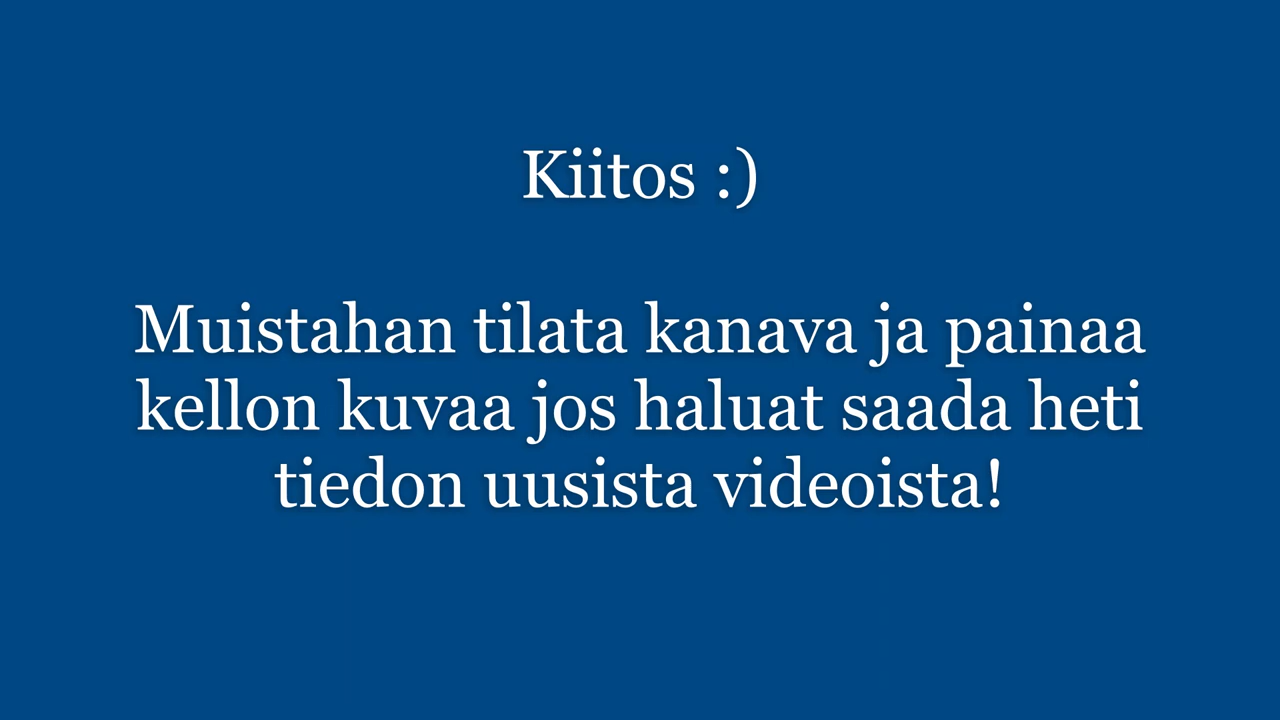 Kiitos :)
Muistahan tilata kanava ja painaa
kellon kuvaa jos haluat saada heti
tiedon uusista videoista!